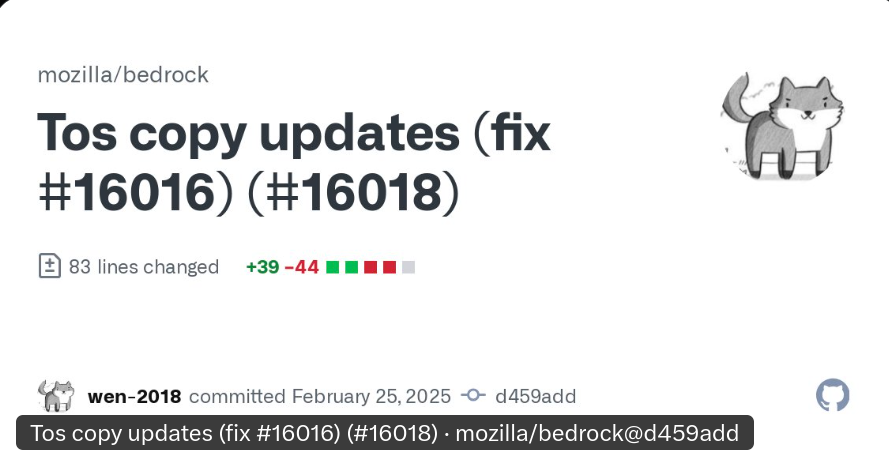 mozilla/bedrock
Tos copy updates (fix
#16016) (#16018)
83 lines changed +39 −44
wen-2018 committed February 25, 2025 d459add
Tos copy updates (fix #16016) (#16018) · mozilla/bedrock@d459add